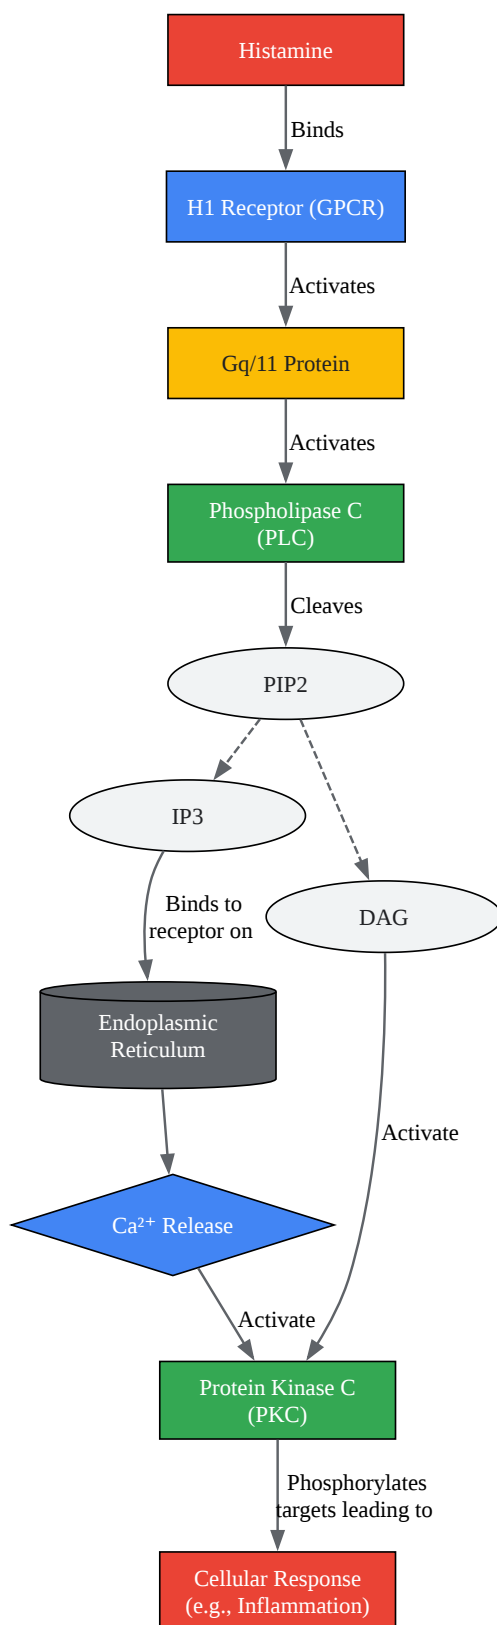 Histamine
Binds
H1 Receptor (GPCR)
Activates
Gq/11 Protein
Activates
Phospholipase C
(PLC)
Cleaves
PIP2
IP3
DAG
Binds to
receptor on
Endoplasmic
Reticulum
Activate
Ca²⁺ Release
Activate
Protein Kinase C
(PKC)
Phosphorylates
targets leading to
Cellular Response
(e.g., Inflammation)